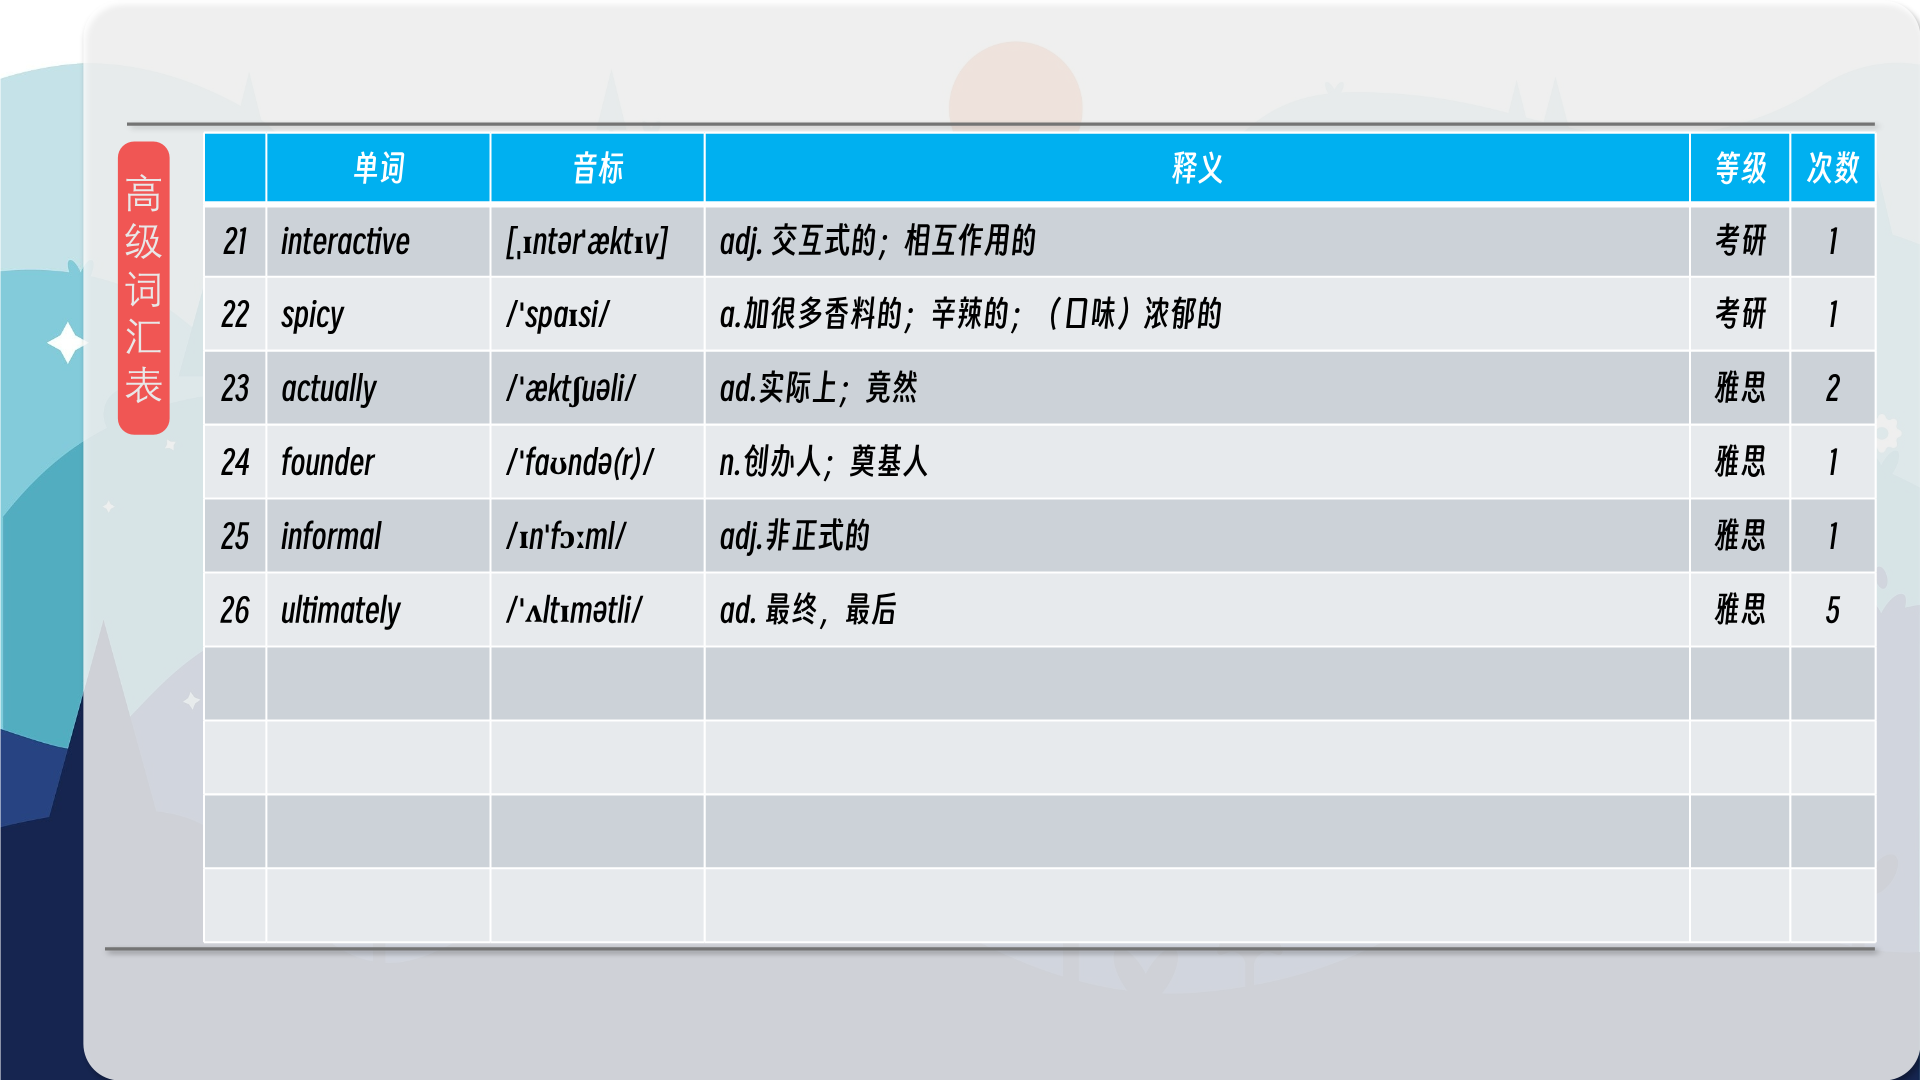 高级词汇表
单词 音标 释义 等级 次数
21 interactive [ˌɪntərˈæktɪv] adj. 交互式的；相互作用的 考研 1
22 spicy /ˈspaɪsi/ a.加很多香料的；辛辣的；（口味）浓郁的 考研 1
23 actually /ˈæktʃuəli/ ad.实际上；竟然 雅思 2
24 founder /ˈfaʊndə(r)/ n.创办人；奠基人 雅思 1
25 informal /ɪnˈfɔːml/ adj.非正式的 雅思 1
26 ultimately /ˈʌltɪmətli/ ad. 最终，最后 雅思 5